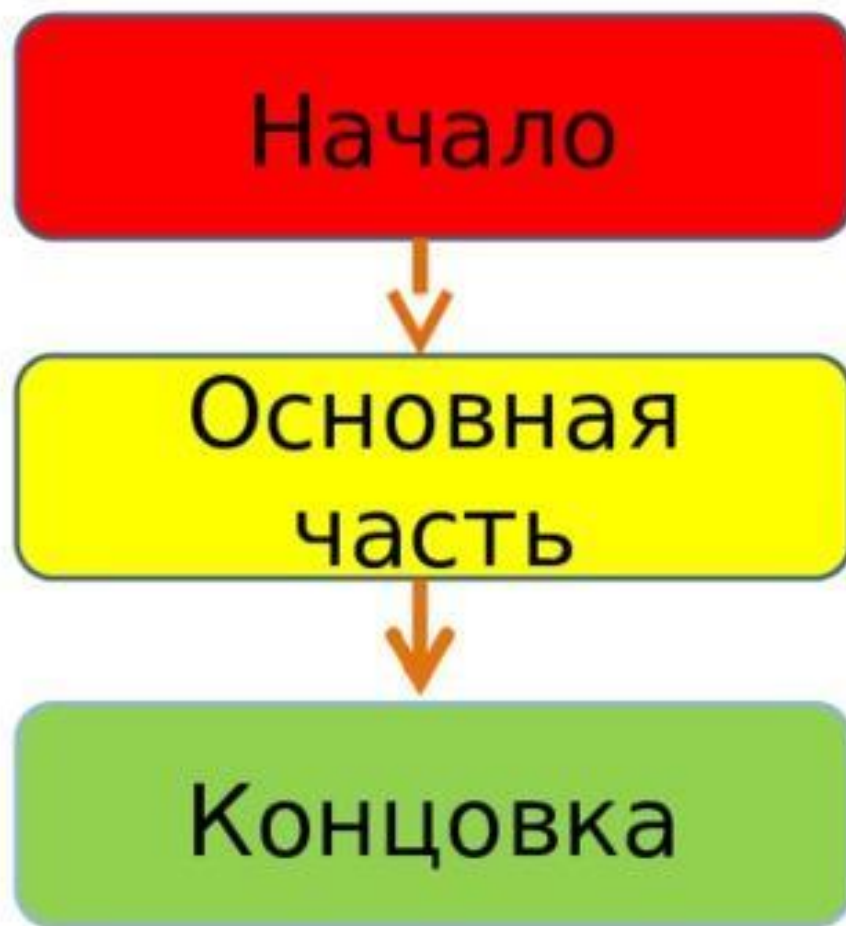 Начало
Основная
часть
Концовка